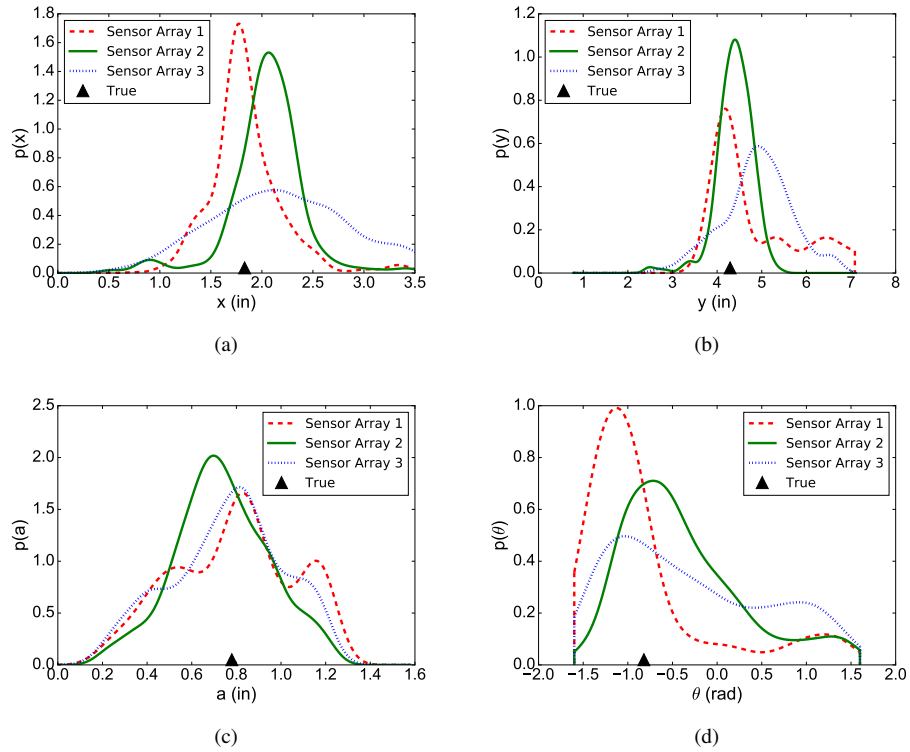 1.8
1.6
1.4
1.2
1.0
0.8
0.6
0.4
0.2
0.0
p(x)
Sensor Array 1
Sensor Array 2
Sensor Array 3
True
0.0 0.5 1.0 1.5 2.0 2.5 3.0 3.5
x (in)
(a)
1.2
1.0
0.8
0.6
0.4
0.2
0.0
p(y)
Sensor Array 1
Sensor Array 2
Sensor Array 3
True
0 1 2 3 4 5 6 7 8
y (in)
(b)
2.5
2.0
1.5
1.0
0.5
0.0
p(a)
Sensor Array 1
Sensor Array 2
Sensor Array 3
True
0.0 0.2 0.4 0.6 0.8 1.0 1.2 1.4 1.6
a (in)
(c)
1.0
0.8
0.6
0.4
0.2
0.0
p(θ)
Sensor Array 1
Sensor Array 2
Sensor Array 3
True
−2.0 −1.5 −1.0 −0.5 0.0 0.5 1.0 1.5 2.0
θ (rad)
(d)